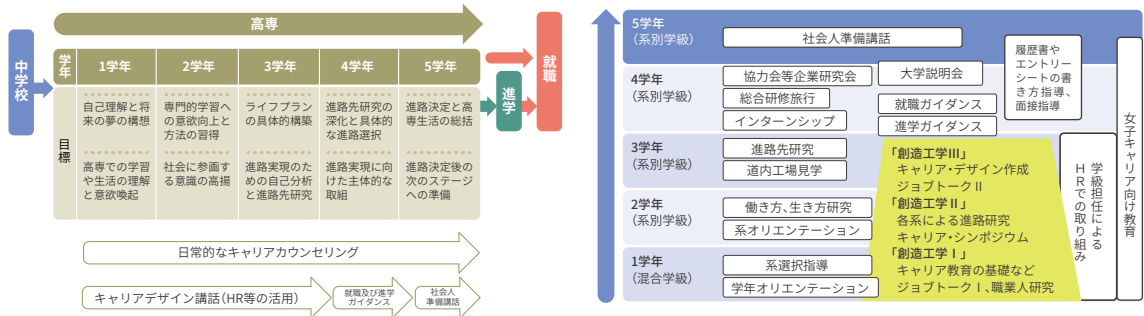 高専
中学校
学年
1学年
2学年
3学年
4学年
5学年
目標
自己理解と将
来の夢の構想
専門的学習へ
の意欲向上と
方法の習得
ライフプラン
の具体的構築
進路先研究の
深化と具体的
な進路選択
進路決定と高
専生活の総括
高専での学習
や生活の理解
と意欲喚起
社会に参画す
る意識の高揚
進路実現のた
めの自己分析
と進路先研究
進路実現に向
けた主体的な
取組
進路決定後の
次のステージ
への準備
進学
就職
日常的なキャリアカウンセリング
キャリアデザイン講話(HR等の活用)
就職及び進学
ガイダンス
社会人
準備講話
5学年
(系別学級)
社会人準備講話
4学年
(系別学級)
協力会等企業研究会
総合研修旅行
インターンシップ
大学説明会
就職ガイダンス
進学ガイダンス
履歴書や
エントリー
シートの書
き方指導、
面接指導
3学年
(系別学級)
進路先研究
道内工場見学
「創造工学III」
キャリア・デザイン作成
ジョブトークII
2学年
(系別学級)
働き方、生き方研究
系オリエンテーション
「創造工学II」
各系による進路研究
キャリア・シンポジウム
1学年
(混合学級)
系選択指導
学年オリエンテーション
「創造工学I」
キャリア教育の基礎など
ジョブトークI、職業人研究
学級担任による
HRでの取り組み
女子キャリア向け教育